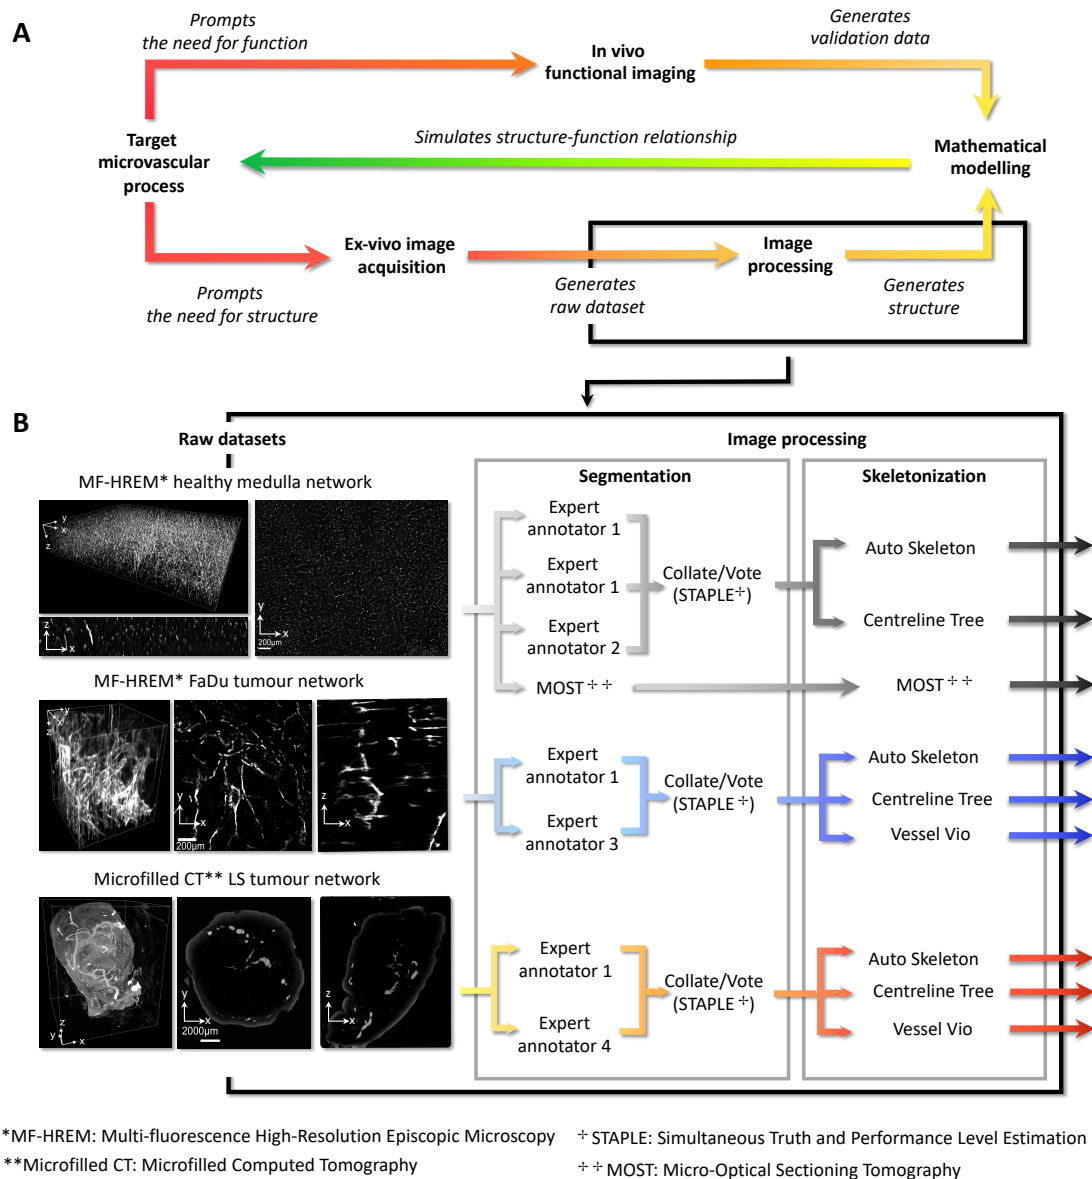 A
Prompts
the need for function
In vivo
functional imaging
Generates
validation data
Simulates structure-function relationship
Target
microvascular
process
Mathematical
modelling
Ex-vivo image
acquisition
Image
processing
Prompts
the need for structure
Generates
raw dataset
Generates
structure
B
Raw datasets
Image processing
MF-HREM* healthy medulla network
y
x
z
z
x
y
x
200μm
MF-HREM* FaDu tumour network
y
x
z
y
x
200μm
z
x
Microfilled CT** LS tumour network
z
y
x
y
x
2000μm
z
x
Segmentation
Expert
annotator 1
Expert
annotator 1
Expert
annotator 2
Collate/Vote
(STAPLE÷)
MOST÷÷
Expert
annotator 1
Expert
annotator 3
Collate/Vote
(STAPLE÷)
Expert
annotator 1
Expert
annotator 4
Collate/Vote
(STAPLE÷)
Skeletonization
Auto Skeleton
Centreline Tree
MOST÷÷
Auto Skeleton
Centreline Tree
Vessel Vio
Auto Skeleton
Centreline Tree
Vessel Vio
*MF-HREM: Multi-fluorescence High-Resolution Episcopic Microscopy
÷STAPLE: Simultaneous Truth and Performance Level Estimation
**Microfilled CT: Microfilled Computed Tomography
÷÷MOST: Micro-Optical Sectioning Tomography